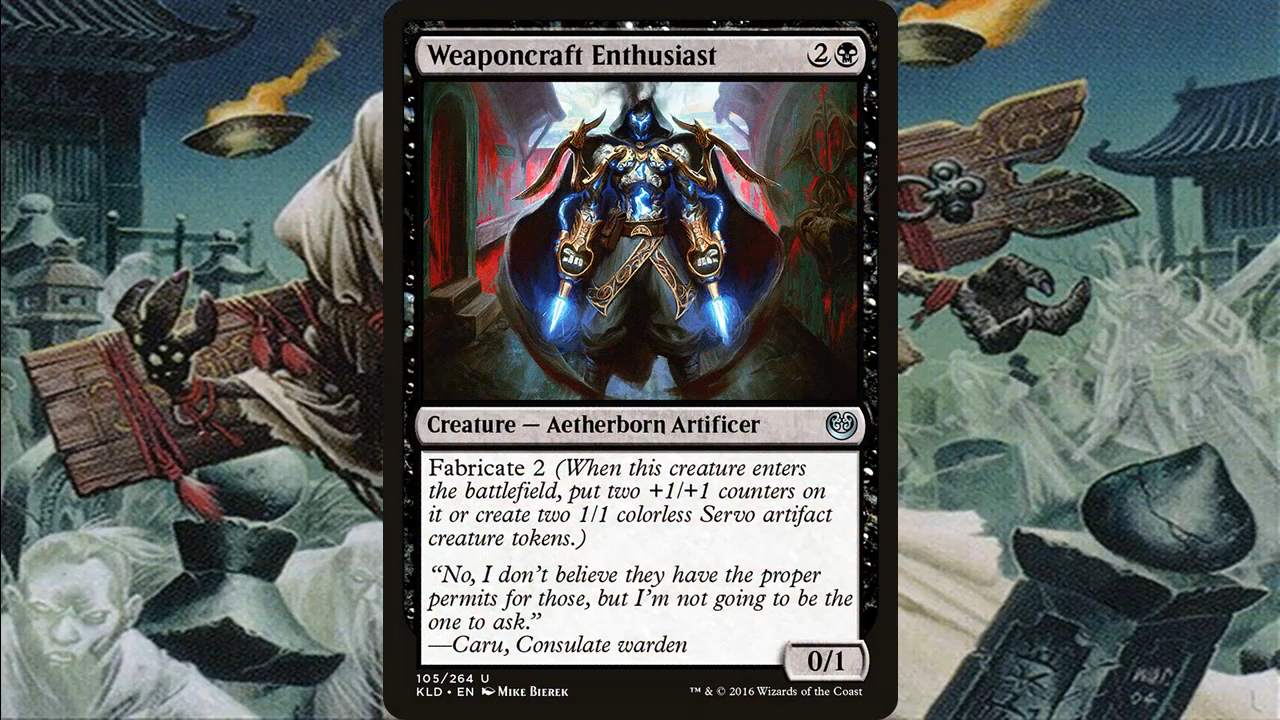 Weaponcraft Enthusiast 2
Creature — Aetherborn Artificer
Fabricate 2 (When this creature enters
the battlefield, put two +1/+1 counters on
it or create two 1/1 colorless Servo artifact
creature tokens.)
“No, I don’t believe they have the proper
permits for those, but I’m not going to be the
one to ask.”
—Caru, Consulate warden
0/1
105/264 U
KLD • EN Mike Bierek
™ & © 2016 Wizards of the Coast